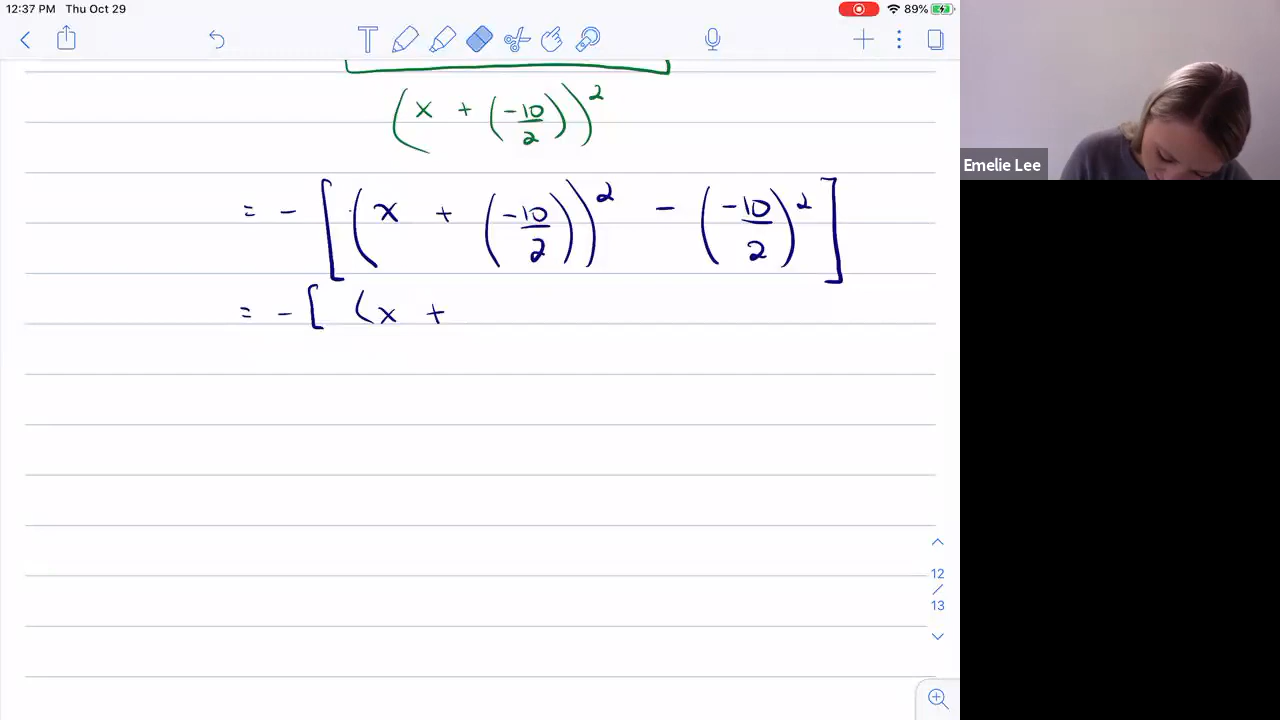 12:37 PM Thu Oct 29
89%
(x + (-10/2))^2
= - [(x + (-10/2))^2 - (-10/2)^2]
= - [ (x +
Emelie Lee
12
/
13